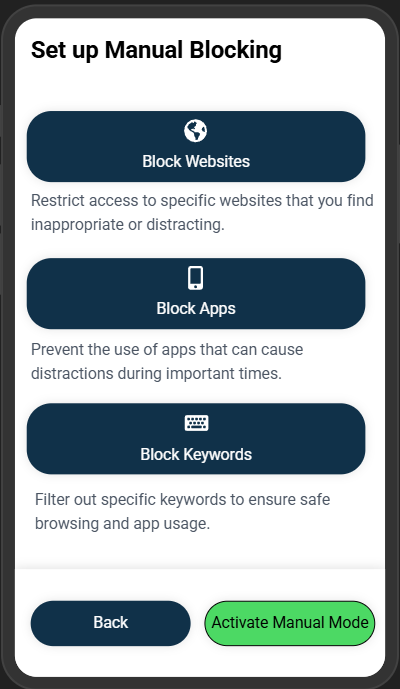 Set up Manual Blocking
Block Websites
Restrict access to specific websites that you find
inappropriate or distracting.
Block Apps
Prevent the use of apps that can cause
distractions during important times.
Block Keywords
Filter out specific keywords to ensure safe
browsing and app usage.
Back
Activate Manual Mode